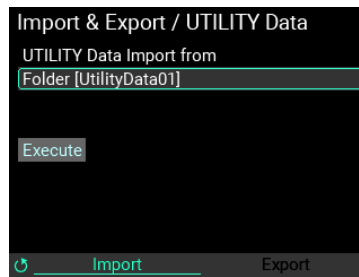 Import & Export / UTILITY Data
UTILITY Data Import from
Folder [UtilityData01]
Execute
Import Export